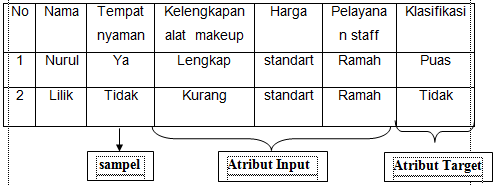 No Nama Tempat Kelengkapan Harga Pelayana Klasifikasi
nyaman alat makeup n staff
1 Nurul Ya Lengkap standart Ramah Puas
2 Lilik Tidak Kurang standart Ramah Tidak
sampel Atribut Input Atribut Target